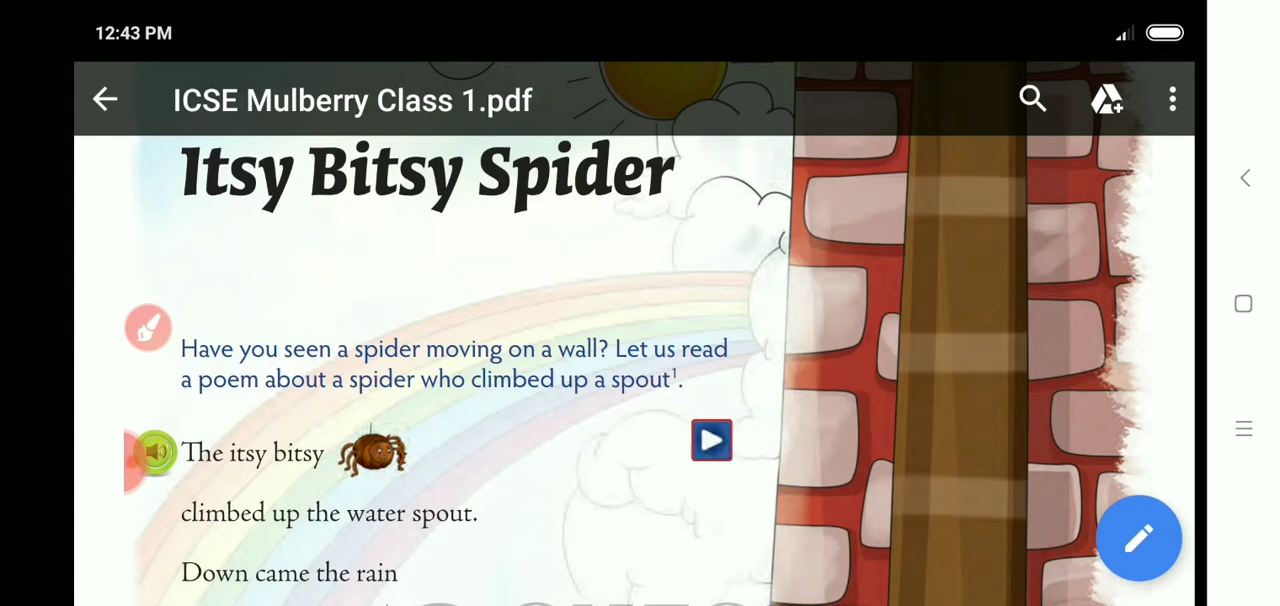 12:43 PM
ICSE Mulberry Class 1.pdf
Itsy Bitsy Spider
Have you seen a spider moving on a wall? Let us read
a poem about a spider who climbed up a spout¹.
The itsy bitsy
climbed up the water spout.
Down came the rain